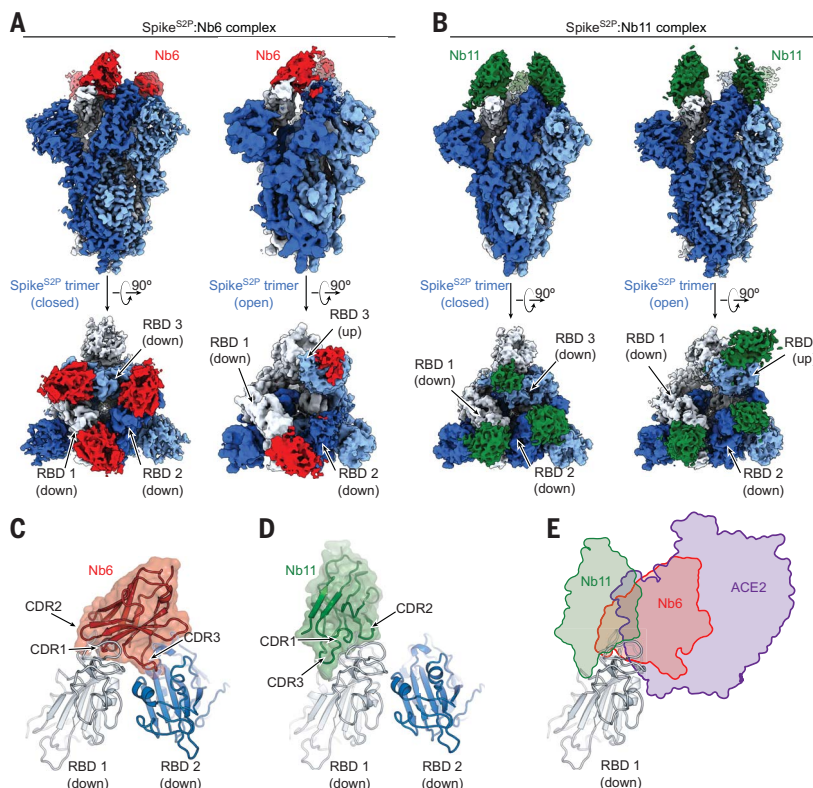 A
Spike^S2P:Nb6 complex
Nb6
Nb6
Spike^S2P trimer
(closed)
90º
Spike^S2P trimer
(open)
90º
RBD 3
(down)
RBD 1
(down)
RBD 2
(down)
RBD 3
(up)
RBD 1
(down)
RBD 2
(down)
B
Spike^S2P:Nb11 complex
Nb11
Nb11
Spike^S2P trimer
(closed)
90º
Spike^S2P trimer
(open)
90º
RBD 1
(down)
RBD 3
(down)
RBD 2
(down)
RBD 1
(down)
RBD
(up)
RBD 2
(down)
C
Nb6
CDR2
CDR1
CDR3
RBD 1
(down)
RBD 2
(down)
D
Nb11
CDR2
CDR1
CDR3
RBD 1
(down)
RBD 2
(down)
E
Nb11
Nb6
ACE2
RBD 1
(down)